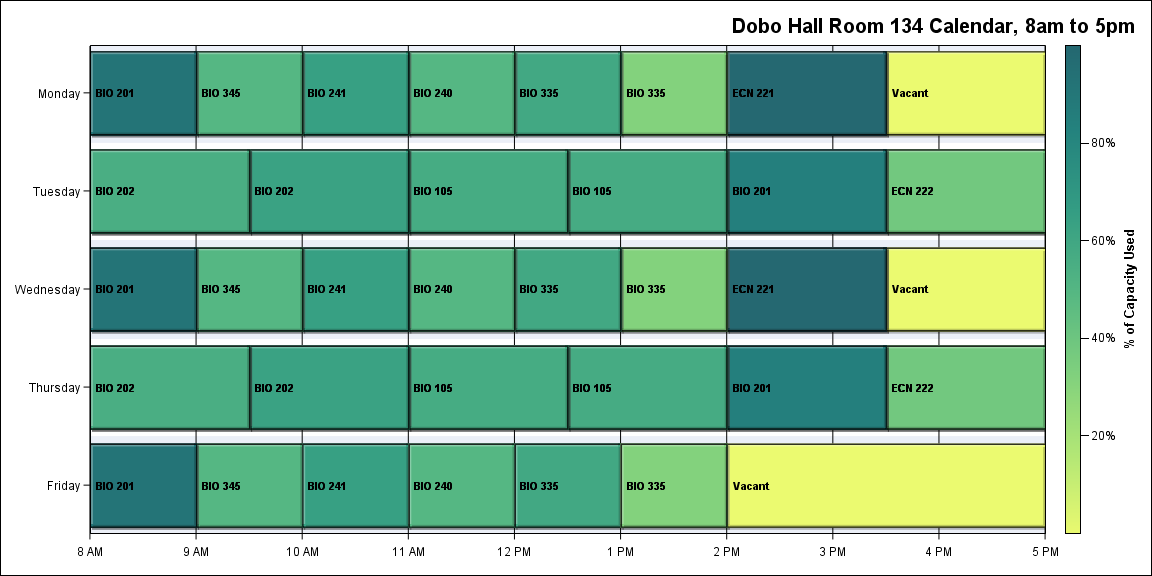 Dobo Hall Room 134 Calendar, 8am to 5pm
Monday
BIO 201
BIO 345
BIO 241
BIO 240
BIO 335
BIO 335
ECN 221
Vacant
Tuesday
BIO 202
BIO 202
BIO 105
BIO 105
BIO 201
ECN 222
Wednesday
BIO 201
BIO 345
BIO 241
BIO 240
BIO 335
BIO 335
ECN 221
Vacant
Thursday
BIO 202
BIO 202
BIO 105
BIO 105
BIO 201
ECN 222
Friday
BIO 201
BIO 345
BIO 241
BIO 240
BIO 335
BIO 335
Vacant
8 AM
9 AM
10 AM
11 AM
12 PM
1 PM
2 PM
3 PM
4 PM
5 PM
80%
60%
40%
20%
% of Capacity Used